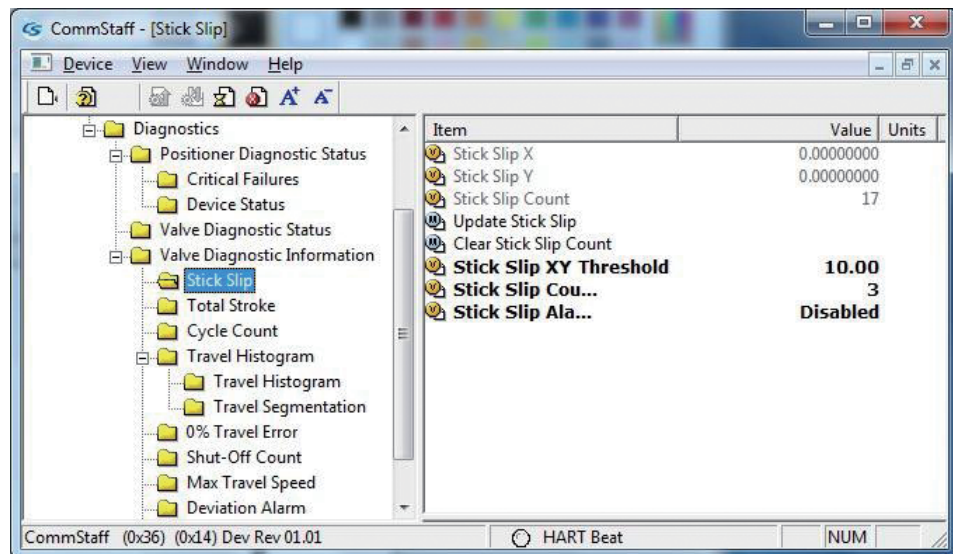 CommStaff - [Stick Slip]
Device View Window Help
Diagnostics
Positioner Diagnostic Status
Critical Failures
Device Status
Valve Diagnostic Status
Valve Diagnostic Information
Stick Slip
Total Stroke
Cycle Count
Travel Histogram
Travel Histogram
Travel Segmentation
0% Travel Error
Shut-Off Count
Max Travel Speed
Deviation Alarm
Item Value Units
Stick Slip X 0.00000000
Stick Slip Y 0.00000000
Stick Slip Count 17
Update Stick Slip
Clear Stick Slip Count
Stick Slip XY Threshold 10.00
Stick Slip Cou... 3
Stick Slip Ala... Disabled
CommStaff (0x36) (0x14) Dev Rev 01.01 HART Beat NUM